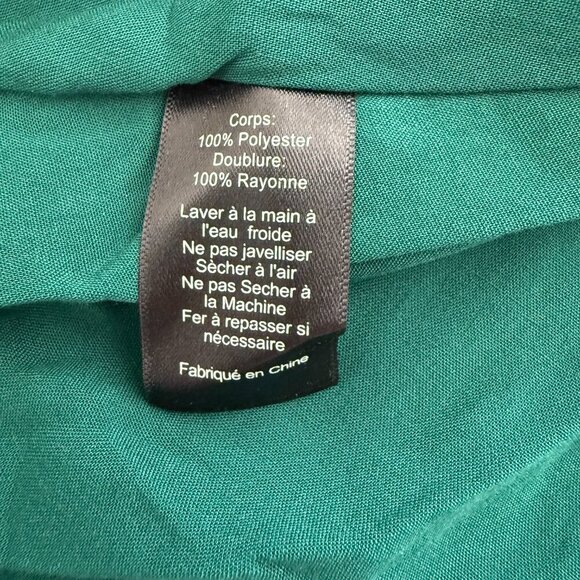 Corps:
100% Polyester
Doublure:
100% Rayonne
Laver à la main à
l'eau froide
Ne pas javelliser
Sècher à l'air
Ne pas Secher à
la Machine
Fer à repasser si
nécessaire
Fabriqué en Chine